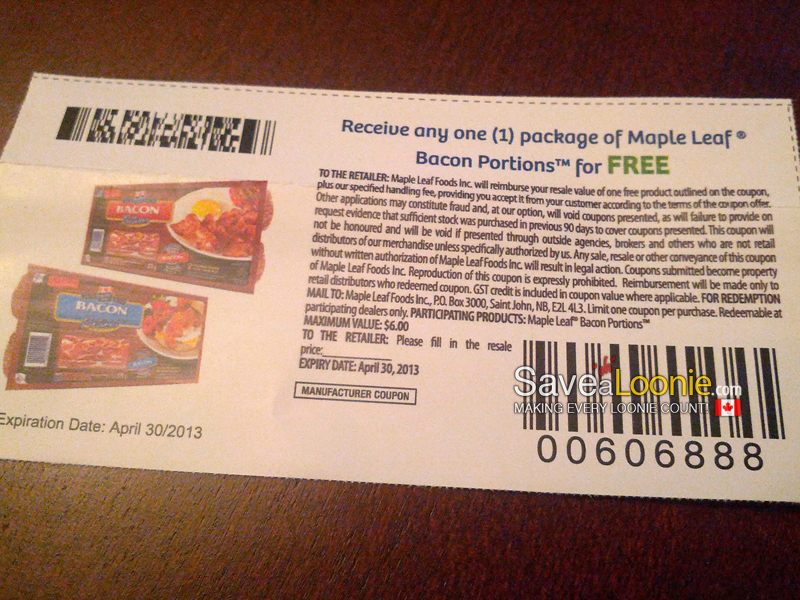 Receive any one (1) package of Maple Leaf ®
Bacon Portions™ for FREE
TO THE RETAILER: Maple Leaf Foods Inc. will reimburse your resale value of one free product outlined on the coupon,
plus our specified handling fee, providing you accept it from your customer according to the terms of the coupon offer.
Other applications may constitute fraud and, at our option, will void coupons presented, as will failure to provide on
request evidence that sufficient stock was purchased in previous 90 days to cover coupons presented. This coupon will
not be honoured and will be void if presented through outside agencies, brokers and others who are not retail
distributors of our merchandise unless specifically authorized by us. Any sale, resale or other conveyance of this coupon
without written authorization of Maple Leaf Foods Inc. will result in legal action. Coupons submitted become property
of Maple Leaf Foods Inc. Reproduction of this coupon is expressly prohibited. Reimbursement will be made only to
retail distributors who redeemed coupon. GST credit is included in coupon value where applicable. FOR REDEMPTION
MAIL TO: Maple Leaf Foods Inc., P.O. Box 3000, Saint John, NB, E2L 4L3. Limit one coupon per purchase. Redeemable at
participating dealers only. PARTICIPATING PRODUCTS: Maple Leaf® Bacon Portions™
MAXIMUM VALUE: $6.00
TO THE RETAILER: Please fill in the resale
price:
EXPIRY DATE: April 30, 2013
MANUFACTURER COUPON
BACON
BACON
Expiration Date: April 30/2013
SaveaLoonie.com
MAKING EVERY LOONIE COUNT!
00606888